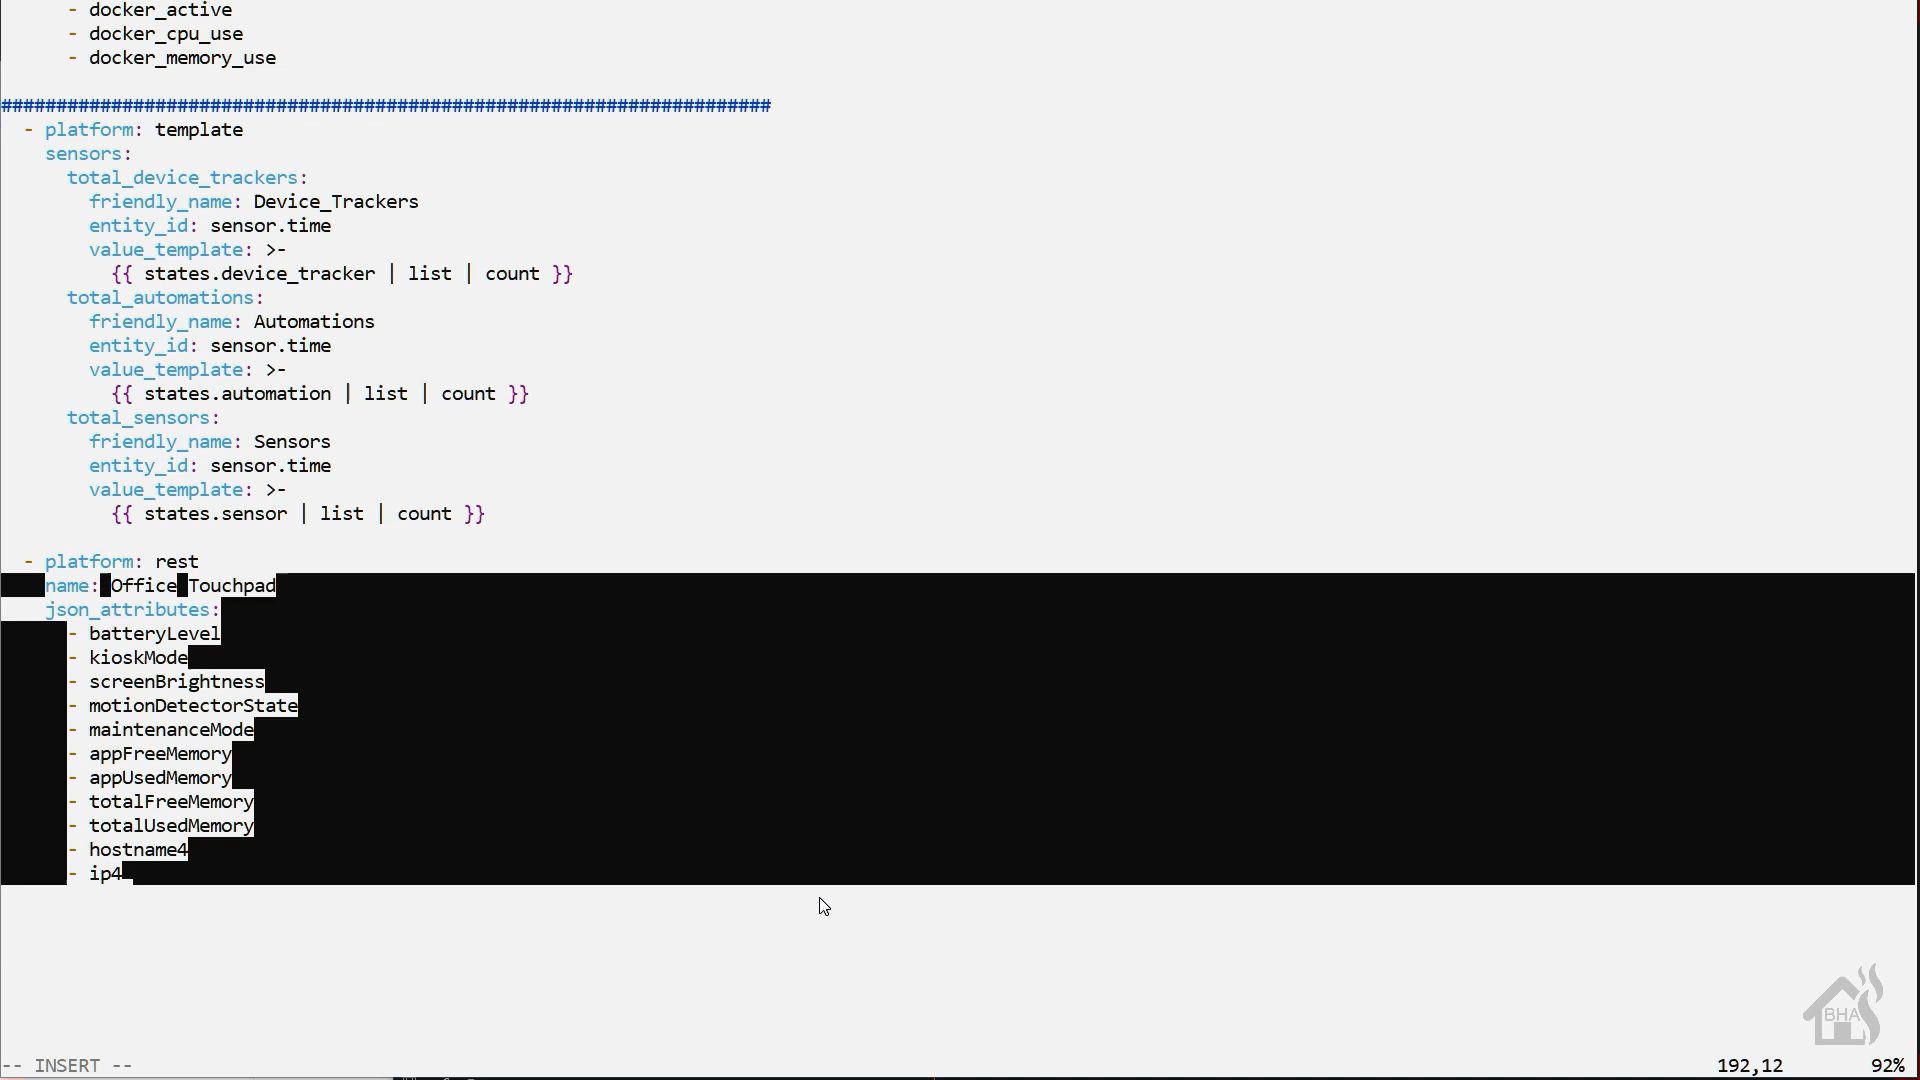 - docker_active
      - docker_cpu_use
      - docker_memory_use
######################################################################
  - platform: template
    sensors:
      total_device_trackers:
        friendly_name: Device_Trackers
        entity_id: sensor.time
        value_template: >-
          {{ states.device_tracker | list | count }}
      total_automations:
        friendly_name: Automations
        entity_id: sensor.time
        value_template: >-
          {{ states.automation | list | count }}
      total_sensors:
        friendly_name: Sensors
        entity_id: sensor.time
        value_template: >-
          {{ states.sensor | list | count }}
  - platform: rest
    name: Office Touchpad
    json_attributes:
      - batteryLevel
      - kioskMode
      - screenBrightness
      - motionDetectorState
      - maintenanceMode
      - appFreeMemory
      - appUsedMemory
      - totalFreeMemory
      - totalUsedMemory
      - hostname4
      - ip4
BHA
-- INSERT -- 192,12 92%